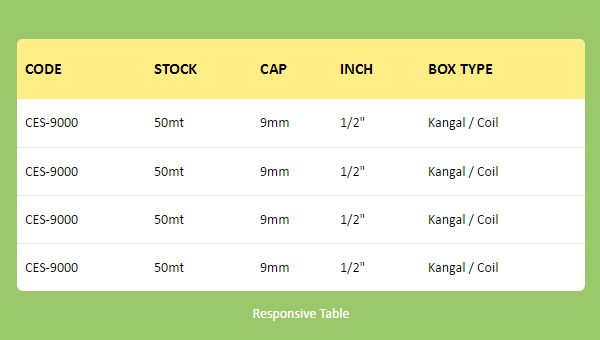 CODE STOCK CAP INCH BOX TYPE
CES-9000 50mt 9mm 1/2" Kangal / Coil
CES-9000 50mt 9mm 1/2" Kangal / Coil
CES-9000 50mt 9mm 1/2" Kangal / Coil
CES-9000 50mt 9mm 1/2" Kangal / Coil
Responsive Table